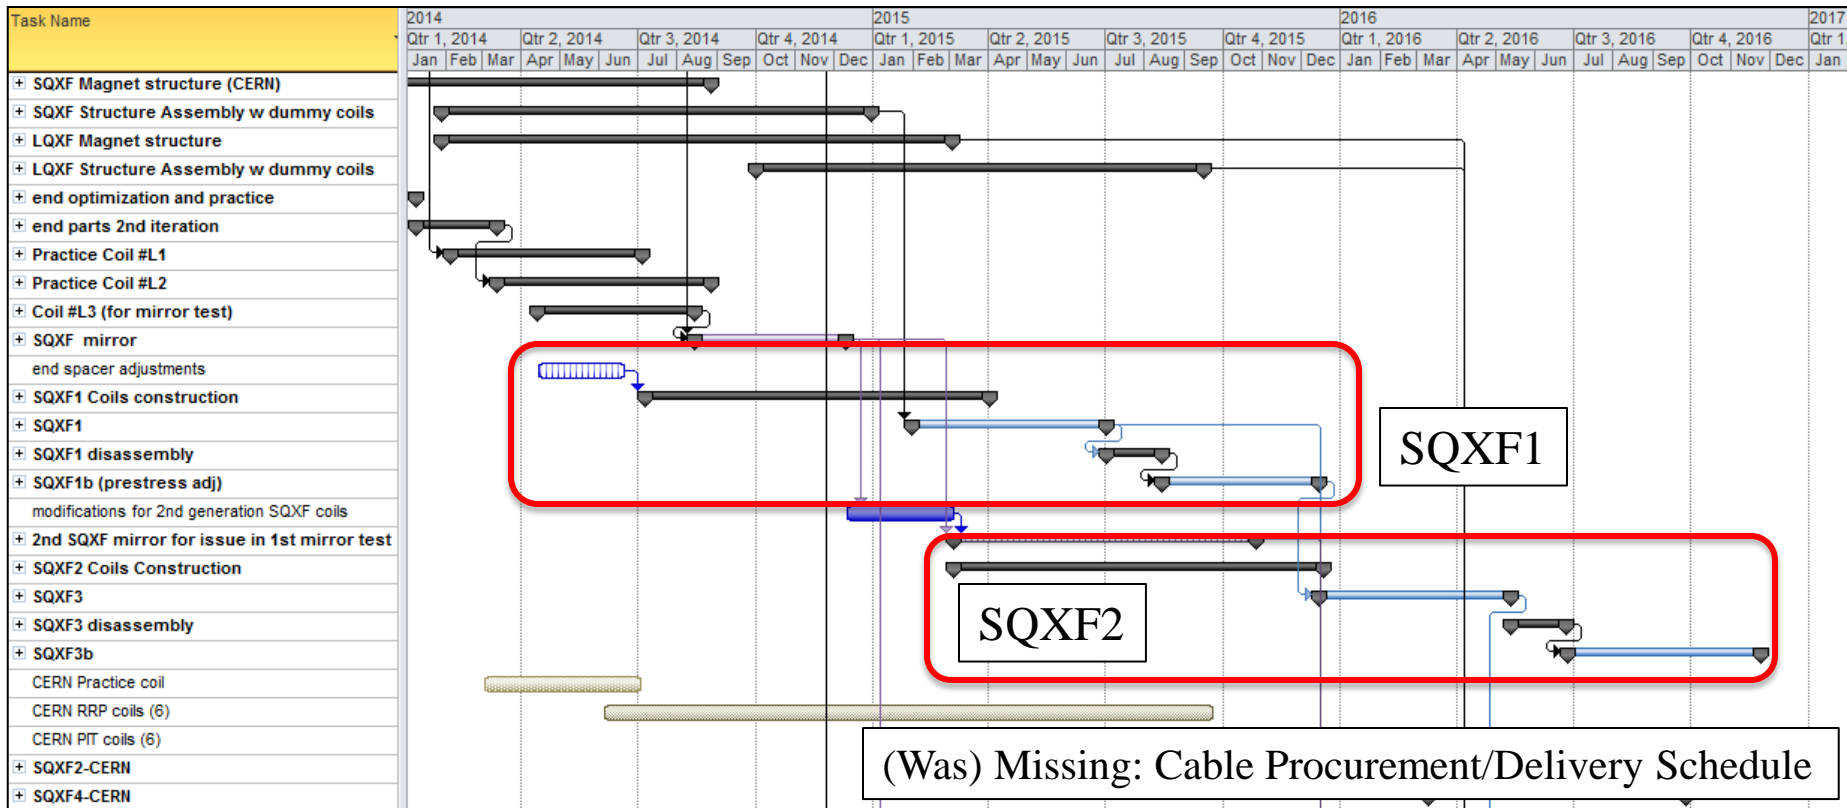 Task Name
2014 2015 2016 2017
Qtr 1, 2014 Qtr 2, 2014 Qtr 3, 2014 Qtr 4, 2014 Qtr 1, 2015 Qtr 2, 2015 Qtr 3, 2015 Qtr 4, 2015 Qtr 1, 2016 Qtr 2, 2016 Qtr 3, 2016 Qtr 4, 2016 Qtr 1
Jan Feb Mar Apr May Jun Jul Aug Sep Oct Nov Dec Jan Feb Mar Apr May Jun Jul Aug Sep Oct Nov Dec Jan Feb Mar Apr May Jun Jul Aug Sep Oct Nov Dec Jan
SQXF Magnet structure (CERN)
SQXF Structure Assembly w dummy coils
LQXF Magnet structure
LQXF Structure Assembly w dummy coils
end optimization and practice
end parts 2nd iteration
Practice Coil #L1
Practice Coil #L2
Coil #L3 (for mirror test)
SQXF mirror
end spacer adjustments
SQXF1 Coils construction
SQXF1
SQXF1
SQXF1 disassembly
SQXF1b (prestress adj)
modifications for 2nd generation SQXF coils
2nd SQXF mirror for issue in 1st mirror test
SQXF2 Coils Construction
SQXF3
SQXF2
SQXF3 disassembly
SQXF3b
CERN Practice coil
CERN RRP coils (6)
CERN PIT coils (6)
(Was) Missing: Cable Procurement/Delivery Schedule
SQXF2-CERN
SQXF4-CERN